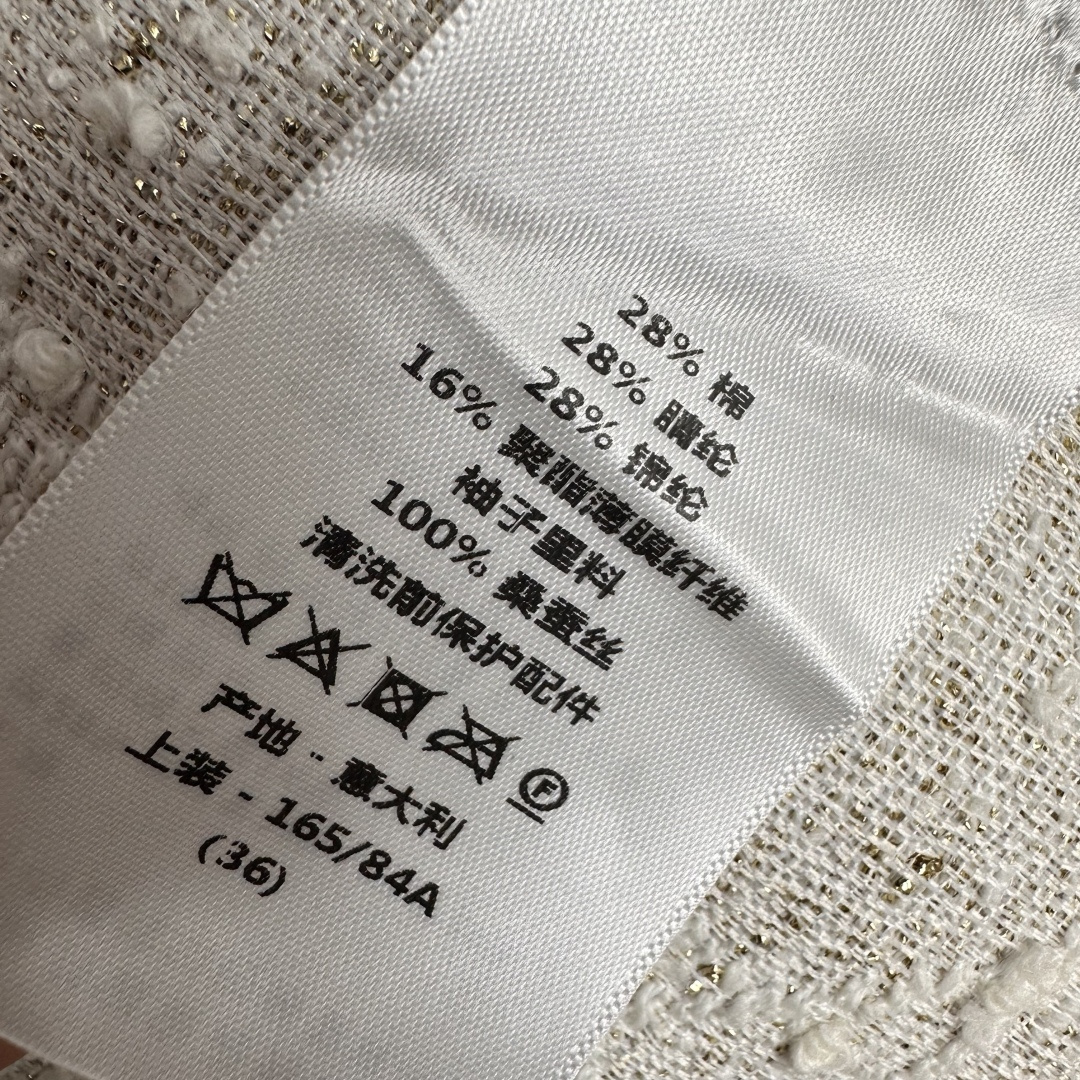 28% 棉
28% 腈纶
28% 锦纶
16% 聚酯薄膜纤维
袖子里料
100% 桑蚕丝
清洗前保护配件
F
产地 - 意大利
上装 - 165/84A
(36)